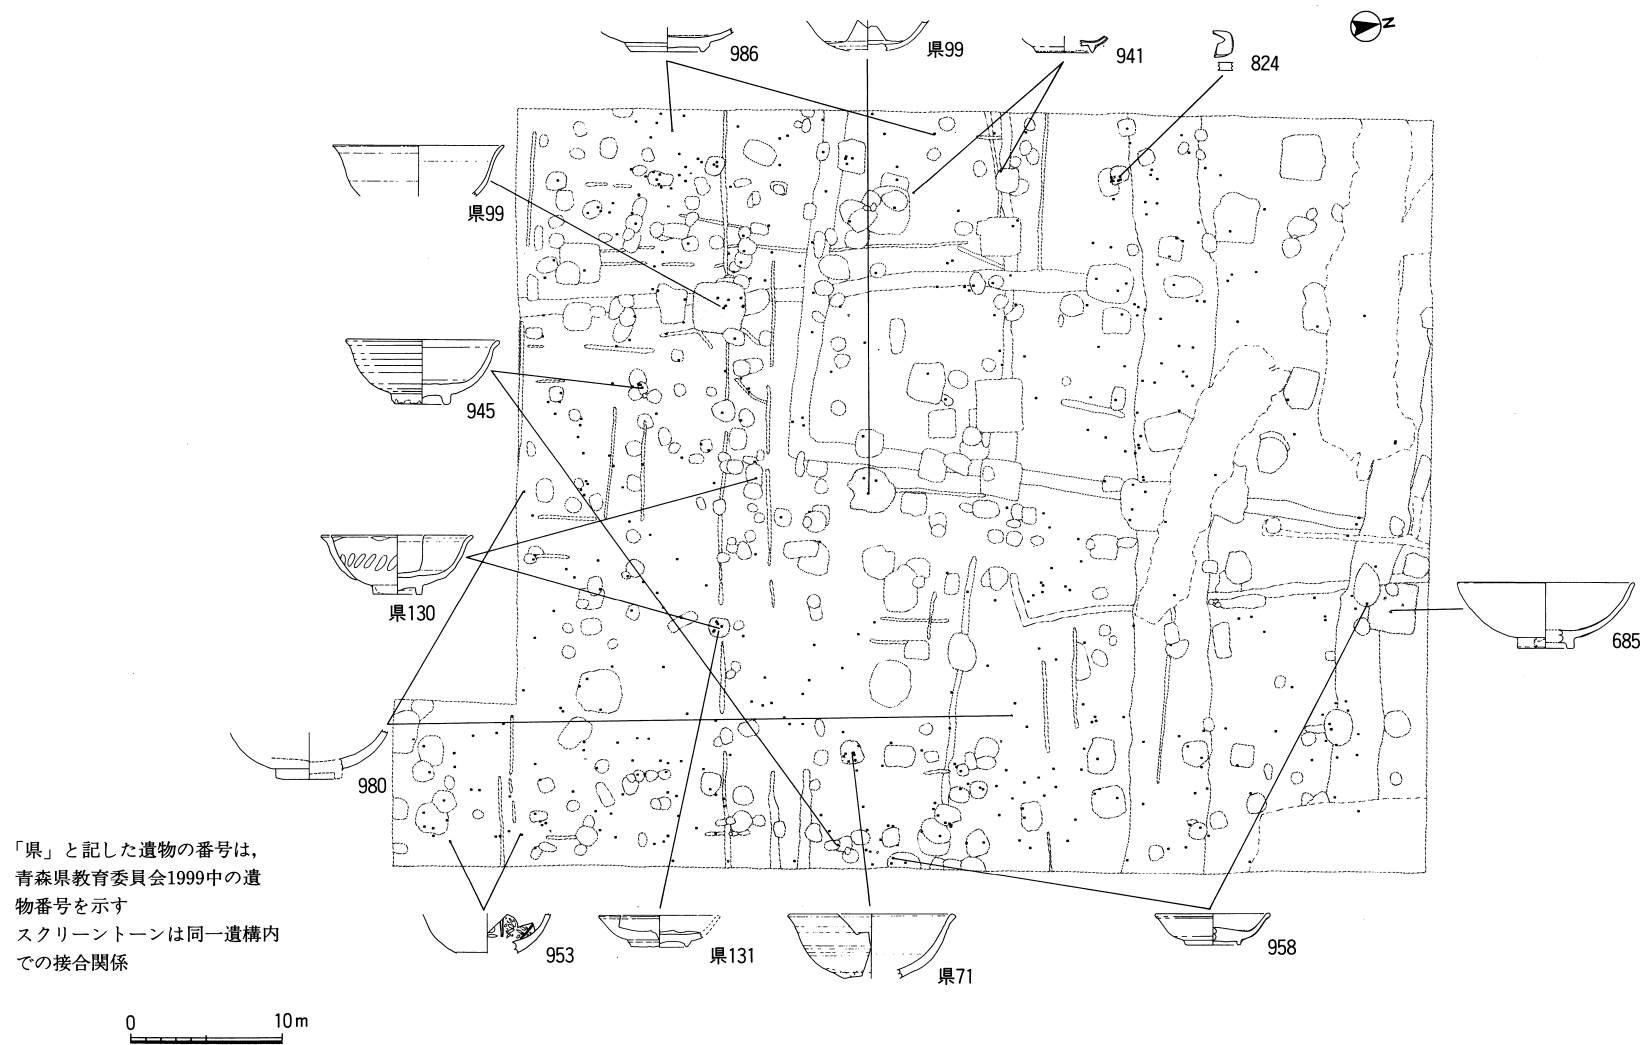 986
県99
941
824
N
県99
945
県130
685
980
「県」と記した遺物の番号は，
青森県教育委員会1999中の遺
物番号を示す
スクリーントーンは同一遺構内
での接合関係
953
県131
県71
958
0 10m